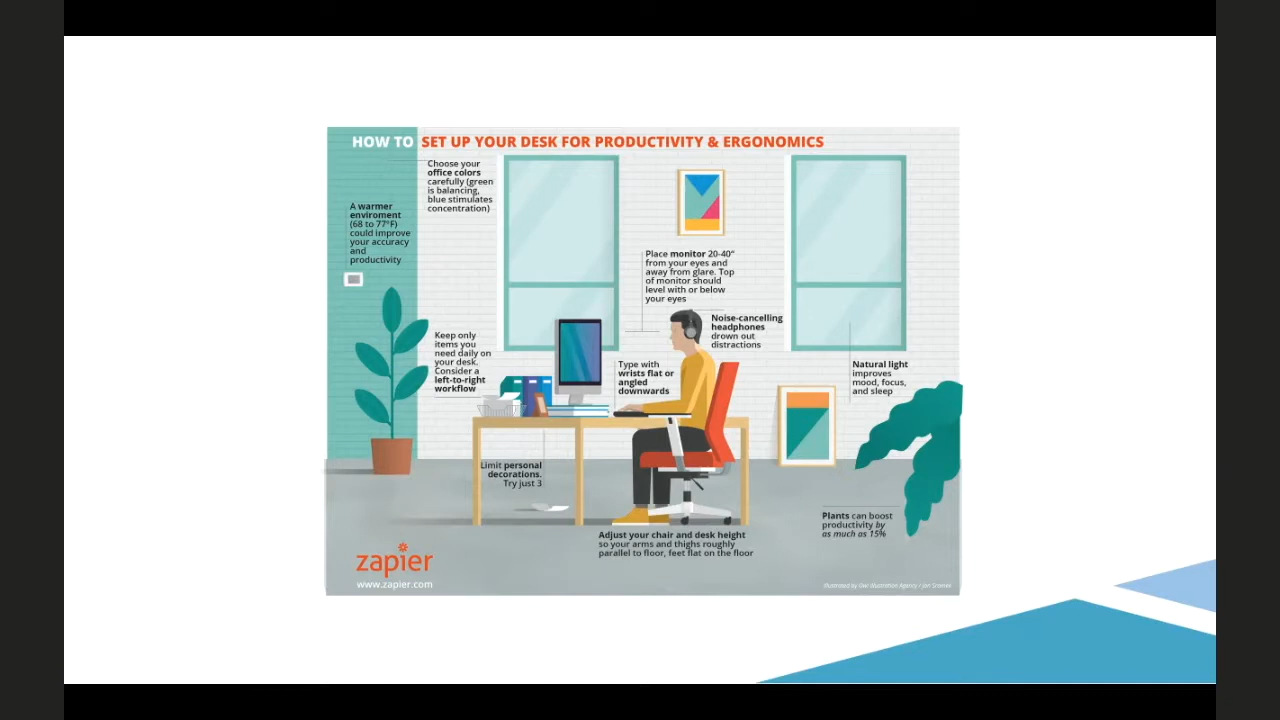 HOW TO SET UP YOUR DESK FOR PRODUCTIVITY & ERGONOMICS
Choose your
office colors
carefully (green
is balancing,
blue stimulates
concentration)
A warmer
enviroment
(68 to 77°F)
could improve
your accuracy
and
productivity
Place monitor 20-40"
from your eyes and
away from glare. Top
of monitor should
level with or below
your eyes
Noise-cancelling
headphones
drown out
distractions
Keep only
items you
need daily on
your desk.
Consider a
left-to-right
workflow
Type with
wrists flat or
angled
downwards
Natural light
improves
mood, focus,
and sleep
Limit personal
decorations.
Try just 3
Plants can boost
productivity by
as much as 15%
Adjust your chair and desk height
so your arms and thighs roughly
parallel to floor, feet flat on the floor
zapier
www.zapier.com
Illustrated by Dae Illustration Agency / Jan